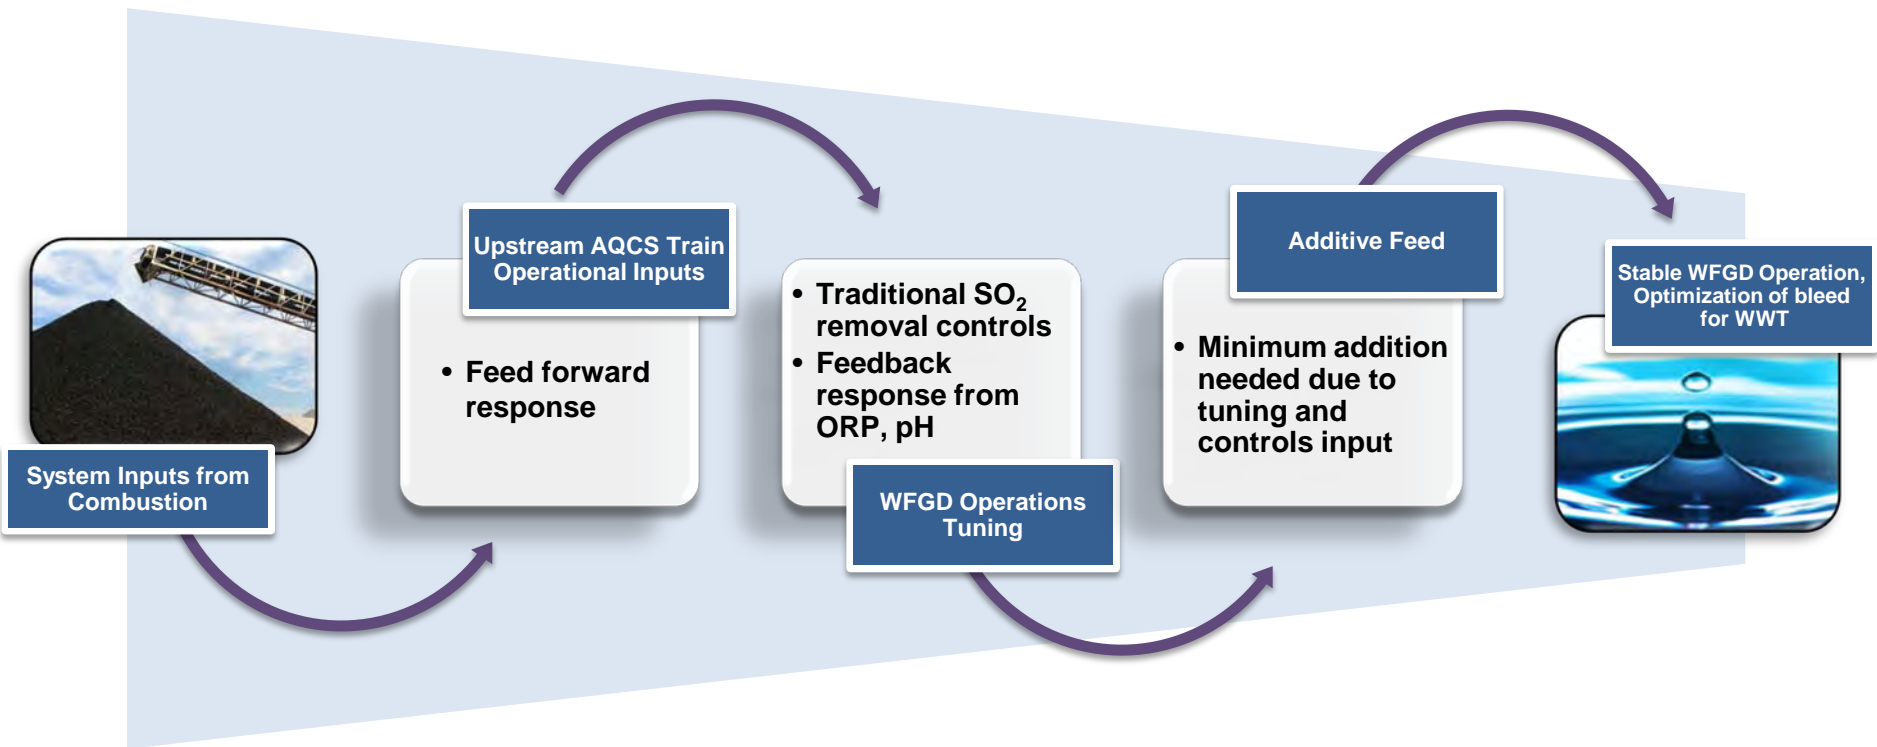 System Inputs from
Combustion
Upstream AQCS Train
Operational Inputs
• Feed forward
response
• Traditional SO₂
removal controls
• Feedback
response from
ORP, pH
WFGD Operations
Tuning
Additive Feed
• Minimum addition
needed due to
tuning and
controls input
Stable WFGD Operation,
Optimization of bleed
for WWT